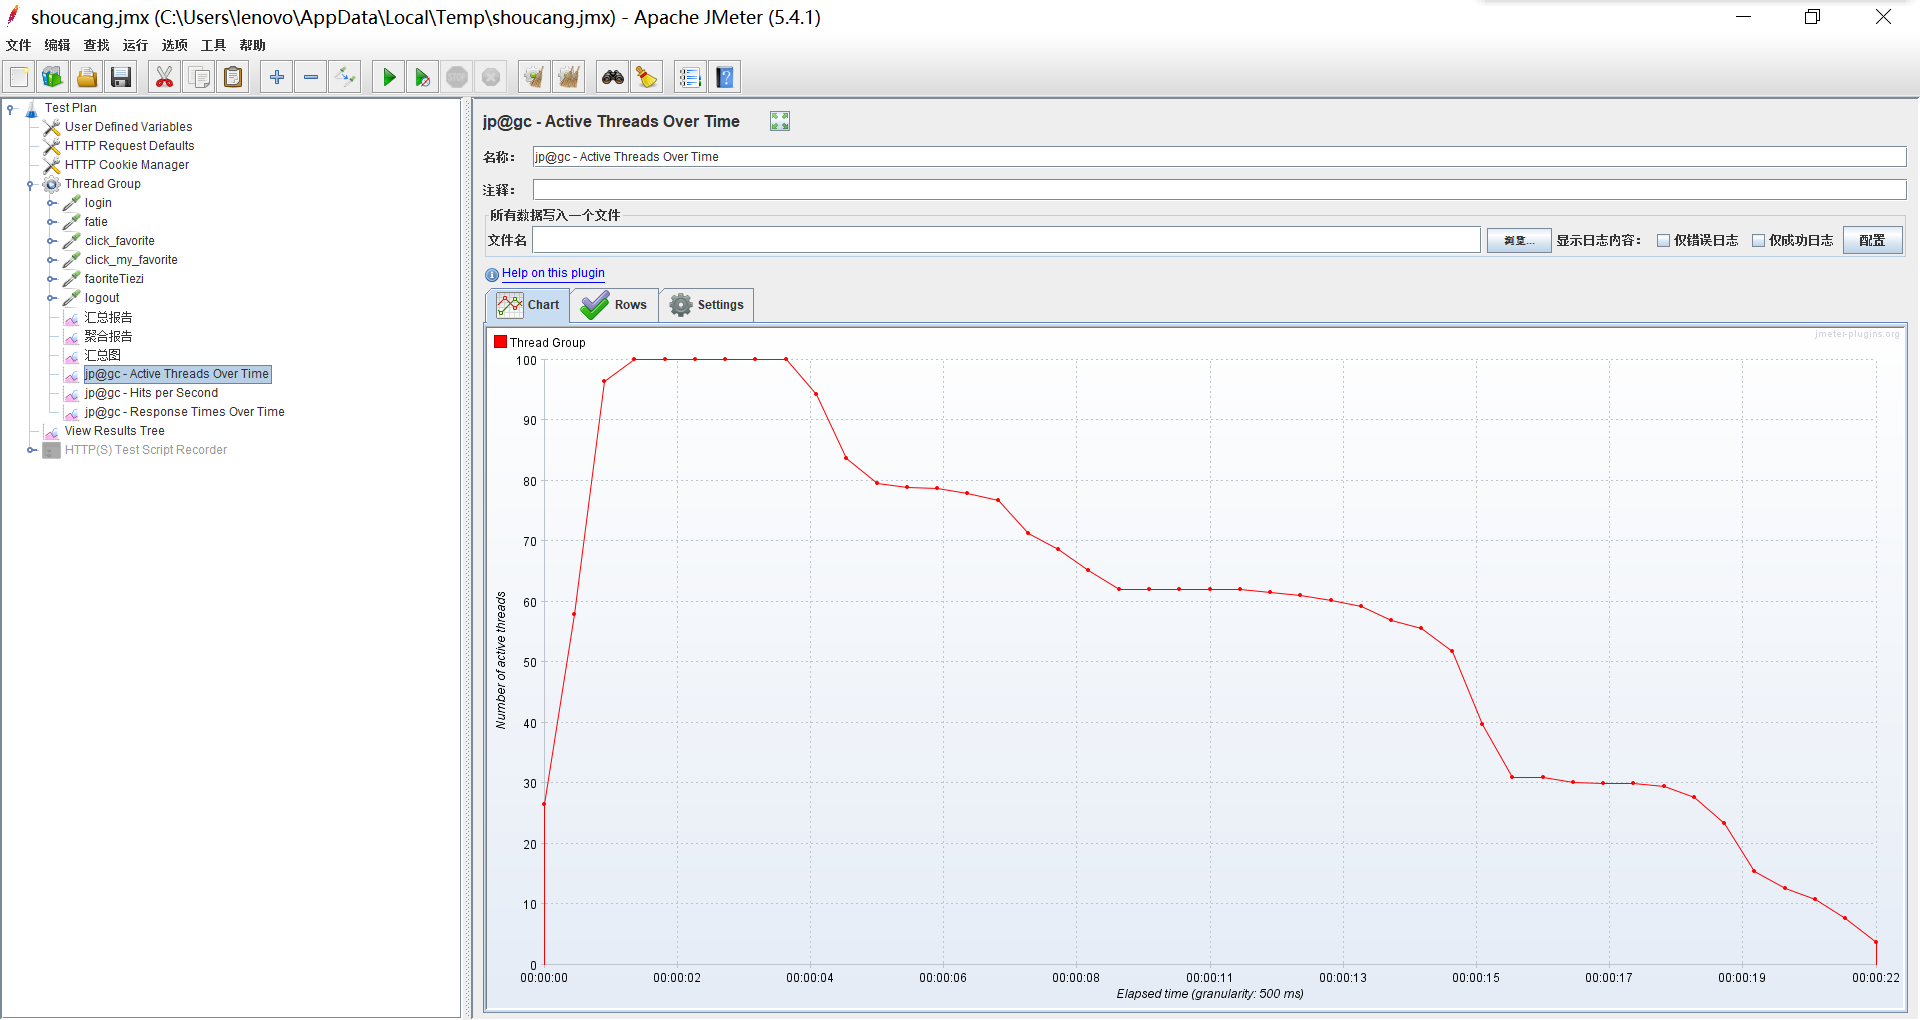 shoucang.jmx (C:\Users\lenovo\AppData\Local\Temp\shoucang.jmx) - Apache JMeter (5.4.1)
文件 编辑 查找 运行 选项 工具 帮助
STOP
Test Plan
User Defined Variables
HTTP Request Defaults
HTTP Cookie Manager
Thread Group
login
fatie
click_favorite
click_my_favorite
faoriteTiezi
logout
汇总报告
聚合报告
汇总图
jp@gc - Active Threads Over Time
jp@gc - Hits per Second
jp@gc - Response Times Over Time
View Results Tree
HTTP(S) Test Script Recorder
jp@gc - Active Threads Over Time
名称： jp@gc - Active Threads Over Time
注释：
所有数据写入一个文件
文件名 浏览... 显示日志内容： 仅错误日志 仅成功日志 配置
Help on this plugin
Chart Rows Settings
jmeter-plugins.org
Thread Group
100
90
80
70
60
50
40
30
20
10
0
Number of active threads
00:00:00 00:00:02 00:00:04 00:00:06 00:00:08 00:00:11 00:00:13 00:00:15 00:00:17 00:00:19 00:00:22
Elapsed time (granularity: 500 ms)